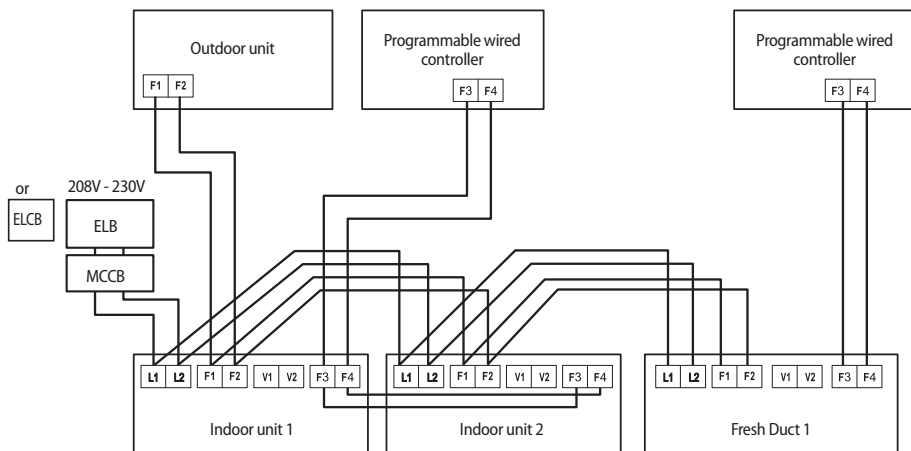 Outdoor unit
F1 F2
Programmable wired
controller
F3 F4
Programmable wired
controller
F3 F4
or
ELCB
208V - 230V
ELB
MCCB
L1 L2 F1 F2 V1 V2 F3 F4
Indoor unit 1
L1 L2 F1 F2 V1 V2 F3 F4
Indoor unit 2
L1 L2 F1 F2 V1 V2 F3 F4
Fresh Duct 1